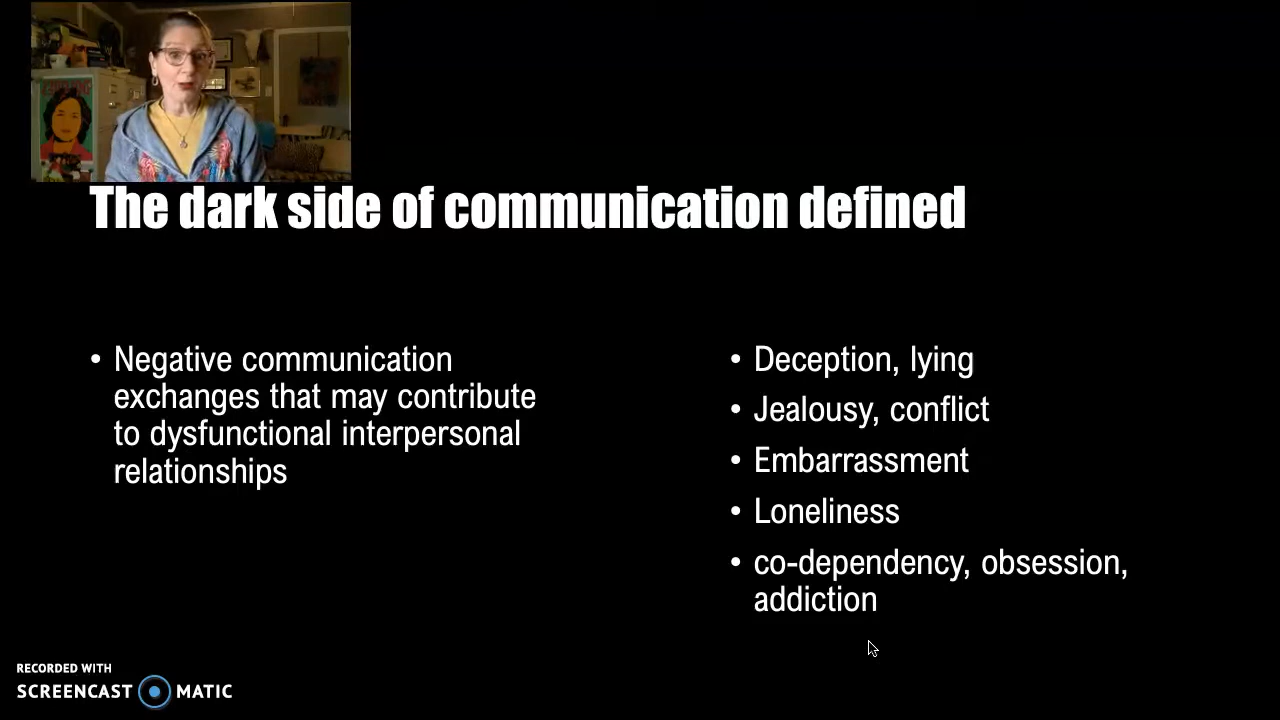 The dark side of communication defined
• Negative communication
exchanges that may contribute
to dysfunctional interpersonal
relationships
• Deception, lying
• Jealousy, conflict
• Embarrassment
• Loneliness
• co-dependency, obsession,
addiction
RECORDED WITH
SCREENCAST MATIC